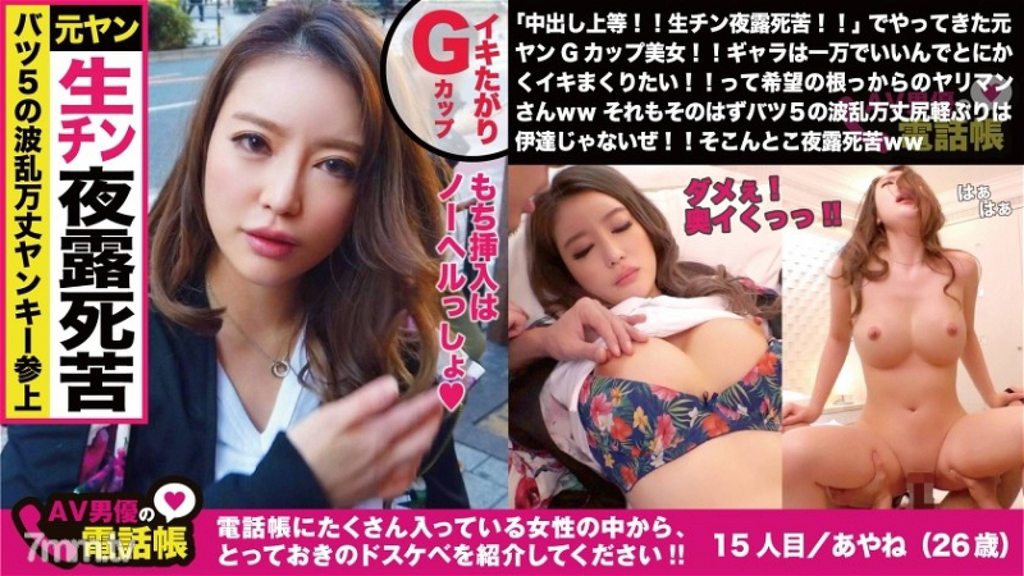 元ヤン
生チン夜露死苦
バツ5の波乱万丈ヤンキー参上
イキたがり
Gカップ
もち挿入は
ノーヘルっしょ♥
「中出し上等!!生チン夜露死苦!!」でやってきた元
ヤンGカップ美女!!ギャラは一万でいいんでとにか
くイキまくりたい!!って希望の根っからのヤリマン
さんww それもそのはずバツ5の波乱万丈尻軽ぶりは
伊達じゃないぜ!!そこんとこ夜露死苦ww
電話帳
ダメぇ!
奥イくっっ!!
はぁ
はぁ
AV男優の
電話帳
電話帳にたくさん入っている女性の中から、
とっておきのドスケベを紹介してください!!
15人目/あやね(26歳)